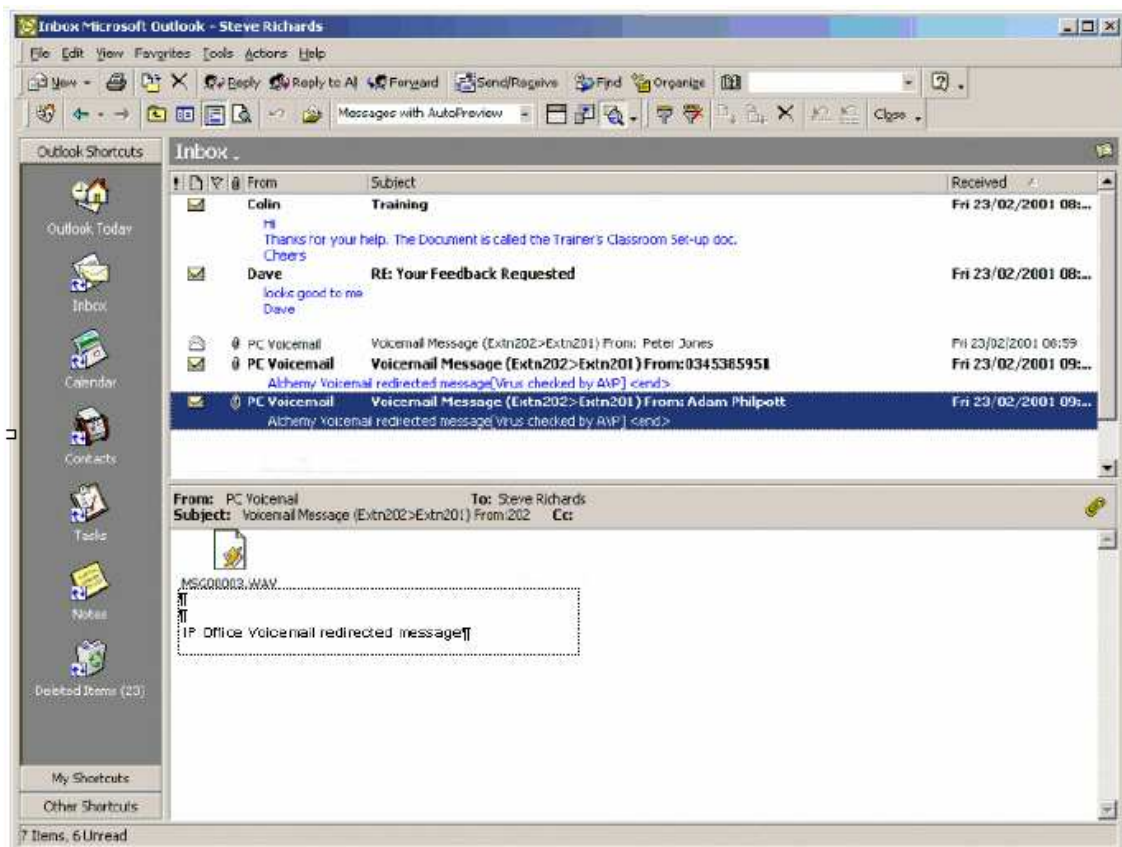 Inbox Microsoft Outlook - Steve Richards
File Edit View Favorites Tools Actions Help
New Reply Reply to All Forward Send/Receive Find Organize
Messages with AutoPreview Close
Outlook Shortcuts
Inbox
From Subject Received
Colin Training Fri 23/02/2001 08:...
Hi
Thanks for your help. The Document is called the Trainer's Classroom Set-up doc.
Cheers
Dave RE: Your Feedback Requested Fri 23/02/2001 08:...
looks good to me
Dave
PC Voicemail Voicemail Message (Extn202>Extn201) From: Peter Jones Fri 23/02/2001 08:59
PC Voicemail Voicemail Message (Extn202>Extn201) From:0345385951 Fri 23/02/2001 09:...
Alchemy Voicemail redirected message[Virus checked by AVP] <end>
PC Voicemail Voicemail Message (Extn202>Extn201) From: Adam Philpott Fri 23/02/2001 09:...
Alchemy Voicemail redirected message[Virus checked by AVP] <end>
From: PC Voicemail To: Steve Richards
Subject: Voicemail Message (Extn202>Extn201) From:202 Cc:
MSG00003.WAV
¶
¶
IP Office Voicemail redirected message¶
Outlook Today
Inbox
Calendar
Contacts
Tasks
Notes
Deleted Items (23)
My Shortcuts
Other Shortcuts
7 Items, 6 Unread